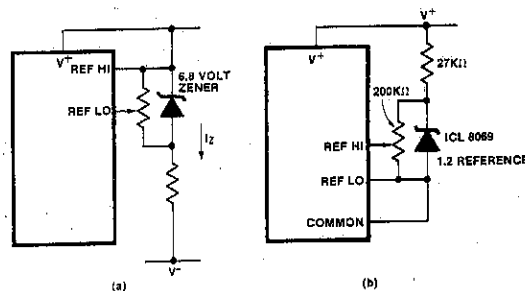 V+
REF HI
6.8 VOLT
ZENER
REF LO
IZ
V−
(a)
V+
V+
27KΩ
200KΩ
REF HI
ICL 8069
1.2 REFERENCE
REF LO
COMMON
(b)